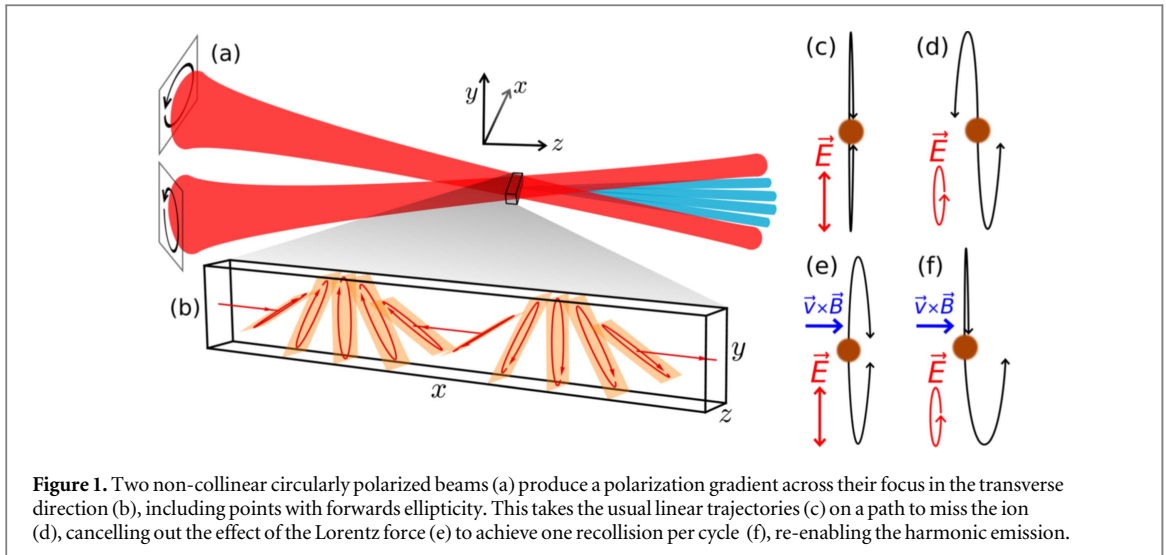 (a)
y
x
z
(b)
x
y
z
(c)
E⃗
(d)
E⃗
(e)
v⃗×B⃗
E⃗
(f)
v⃗×B⃗
E⃗
Figure 1. Two non-collinear circularly polarized beams (a) produce a polarization gradient across their focus in the transverse
direction (b), including points with forwards ellipticity. This takes the usual linear trajectories (c) on a path to miss the ion
(d), cancelling out the effect of the Lorentz force (e) to achieve one recollision per cycle (f), re-enabling the harmonic emission.